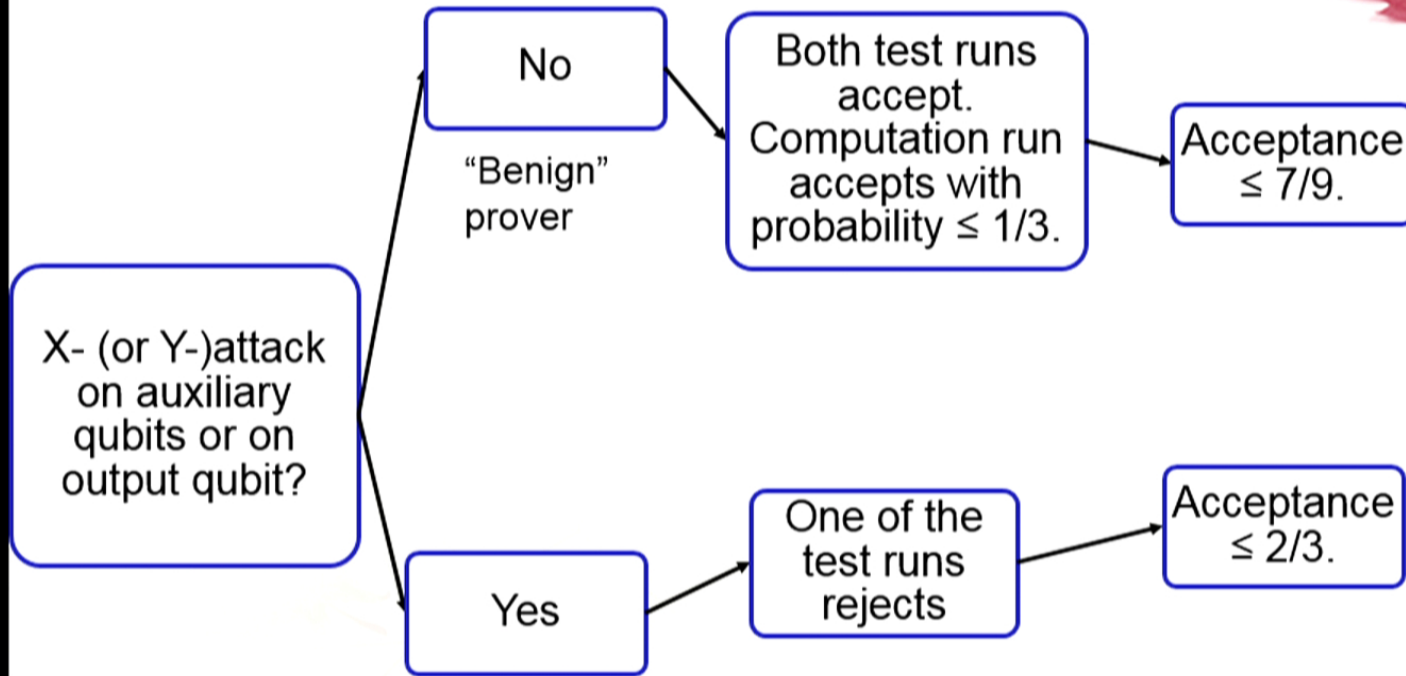 X- (or Y-)attack
on auxiliary
qubits or on
output qubit?
No
“Benign”
prover
Both test runs
accept.
Computation run
accepts with
probability ≤ 1/3.
Acceptance
≤ 7/9.
Yes
One of the
test runs
rejects
Acceptance
≤ 2/3.